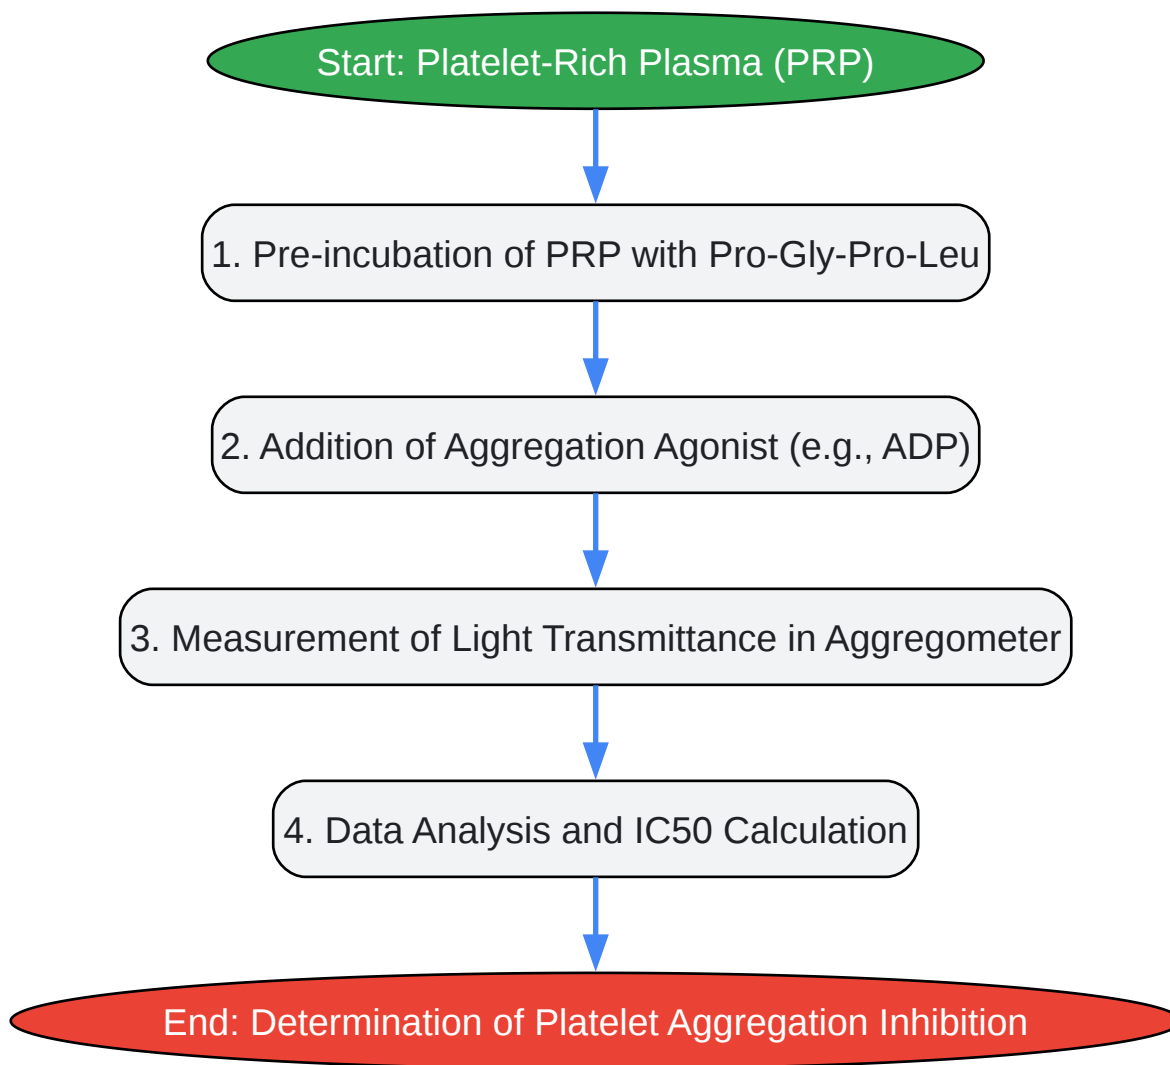 Start: Platelet-Rich Plasma (PRP)
1. Pre-incubation of PRP with Pro-Gly-Pro-Leu
2. Addition of Aggregation Agonist (e.g., ADP)
3. Measurement of Light Transmittance in Aggregometer
4. Data Analysis and IC50 Calculation
End: Determination of Platelet Aggregation Inhibition